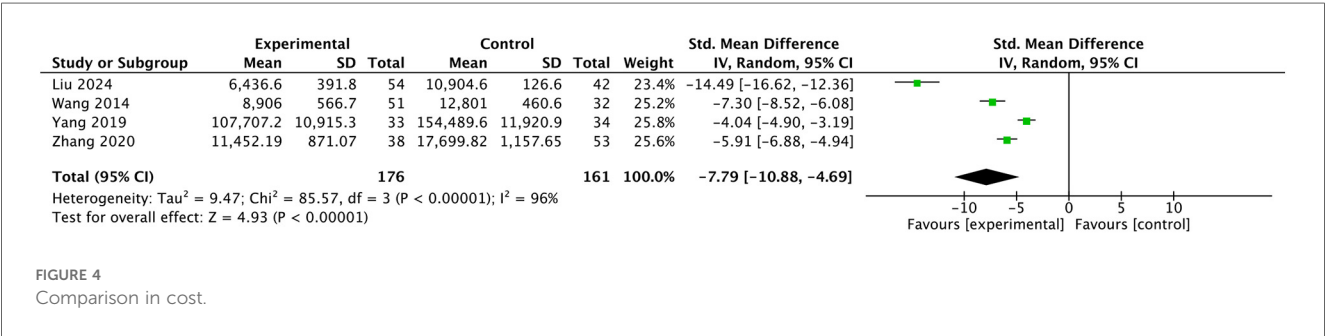 Experimental Control Std. Mean Difference Std. Mean Difference
Study or Subgroup Mean SD Total Mean SD Total Weight IV, Random, 95% CI IV, Random, 95% CI
Liu 2024 6,436.6 391.8 54 10,904.6 126.6 42 23.4% −14.49 [−16.62, −12.36]
Wang 2014 8,906 566.7 51 12,801 460.6 32 25.2% −7.30 [−8.52, −6.08]
Yang 2019 107,707.2 10,915.3 33 154,489.6 11,920.9 34 25.8% −4.04 [−4.90, −3.19]
Zhang 2020 11,452.19 871.07 38 17,699.82 1,157.65 53 25.6% −5.91 [−6.88, −4.94]
Total (95% CI) 176 161 100.0% −7.79 [−10.88, −4.69]
Heterogeneity: Tau² = 9.47; Chi² = 85.57, df = 3 (P < 0.00001); I² = 96%
Test for overall effect: Z = 4.93 (P < 0.00001)
−10 −5 0 5 10
Favours [experimental] Favours [control]
FIGURE 4
Comparison in cost.